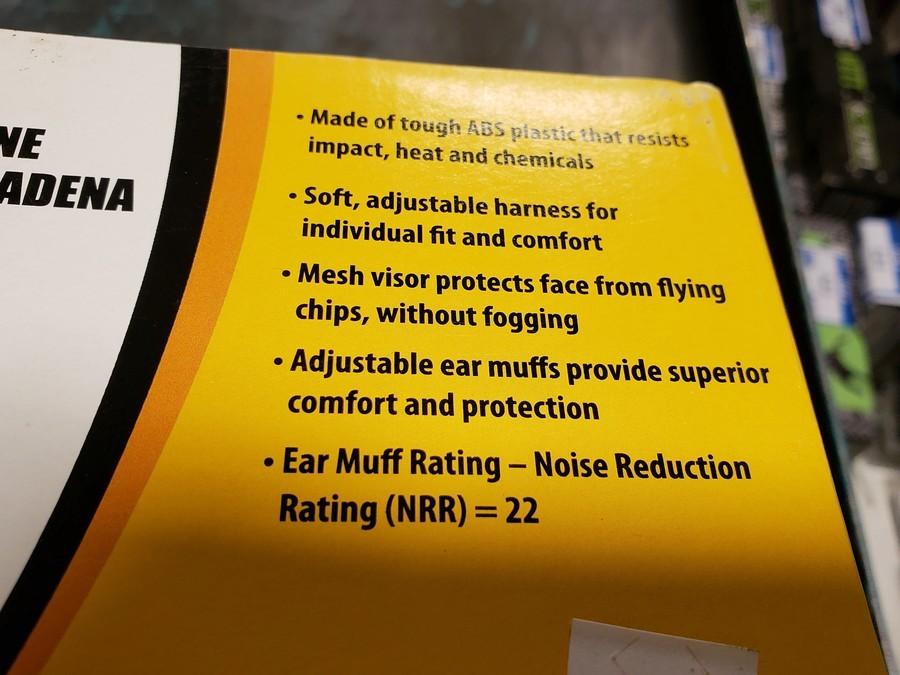 NE
ADENA
• Made of tough ABS plastic that resists
impact, heat and chemicals
• Soft, adjustable harness for
individual fit and comfort
• Mesh visor protects face from flying
chips, without fogging
• Adjustable ear muffs provide superior
comfort and protection
• Ear Muff Rating – Noise Reduction
Rating (NRR) = 22